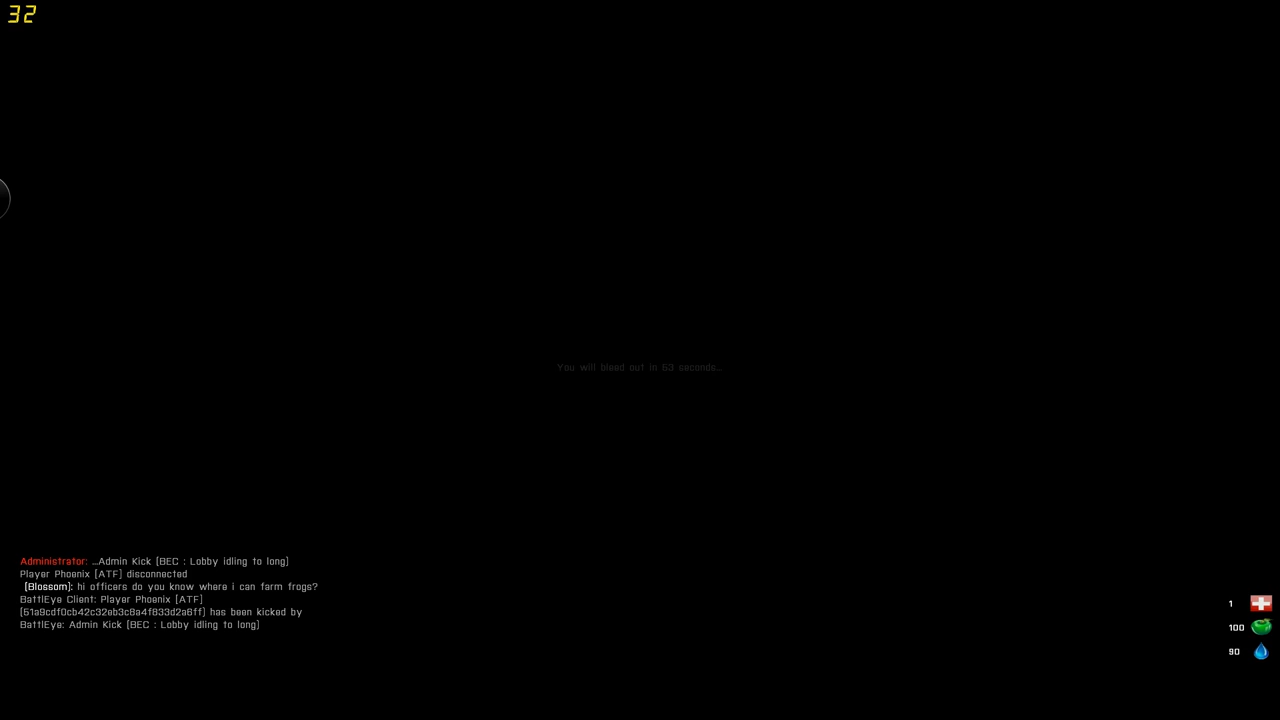 32
You will bleed out in 53 seconds...
Administrator: ...Admin Kick (BEC : Lobby idling to long)
Player Phoenix [ATF] disconnected
(Blossom): hi officers do you know where i can farm frogs?
BattlEye Client: Player Phoenix [ATF]
(51a9cdf0cb42c32eb3c8a4f833d2a6ff) has been kicked by
BattlEye: Admin Kick (BEC : Lobby idling to long)
1
100
90